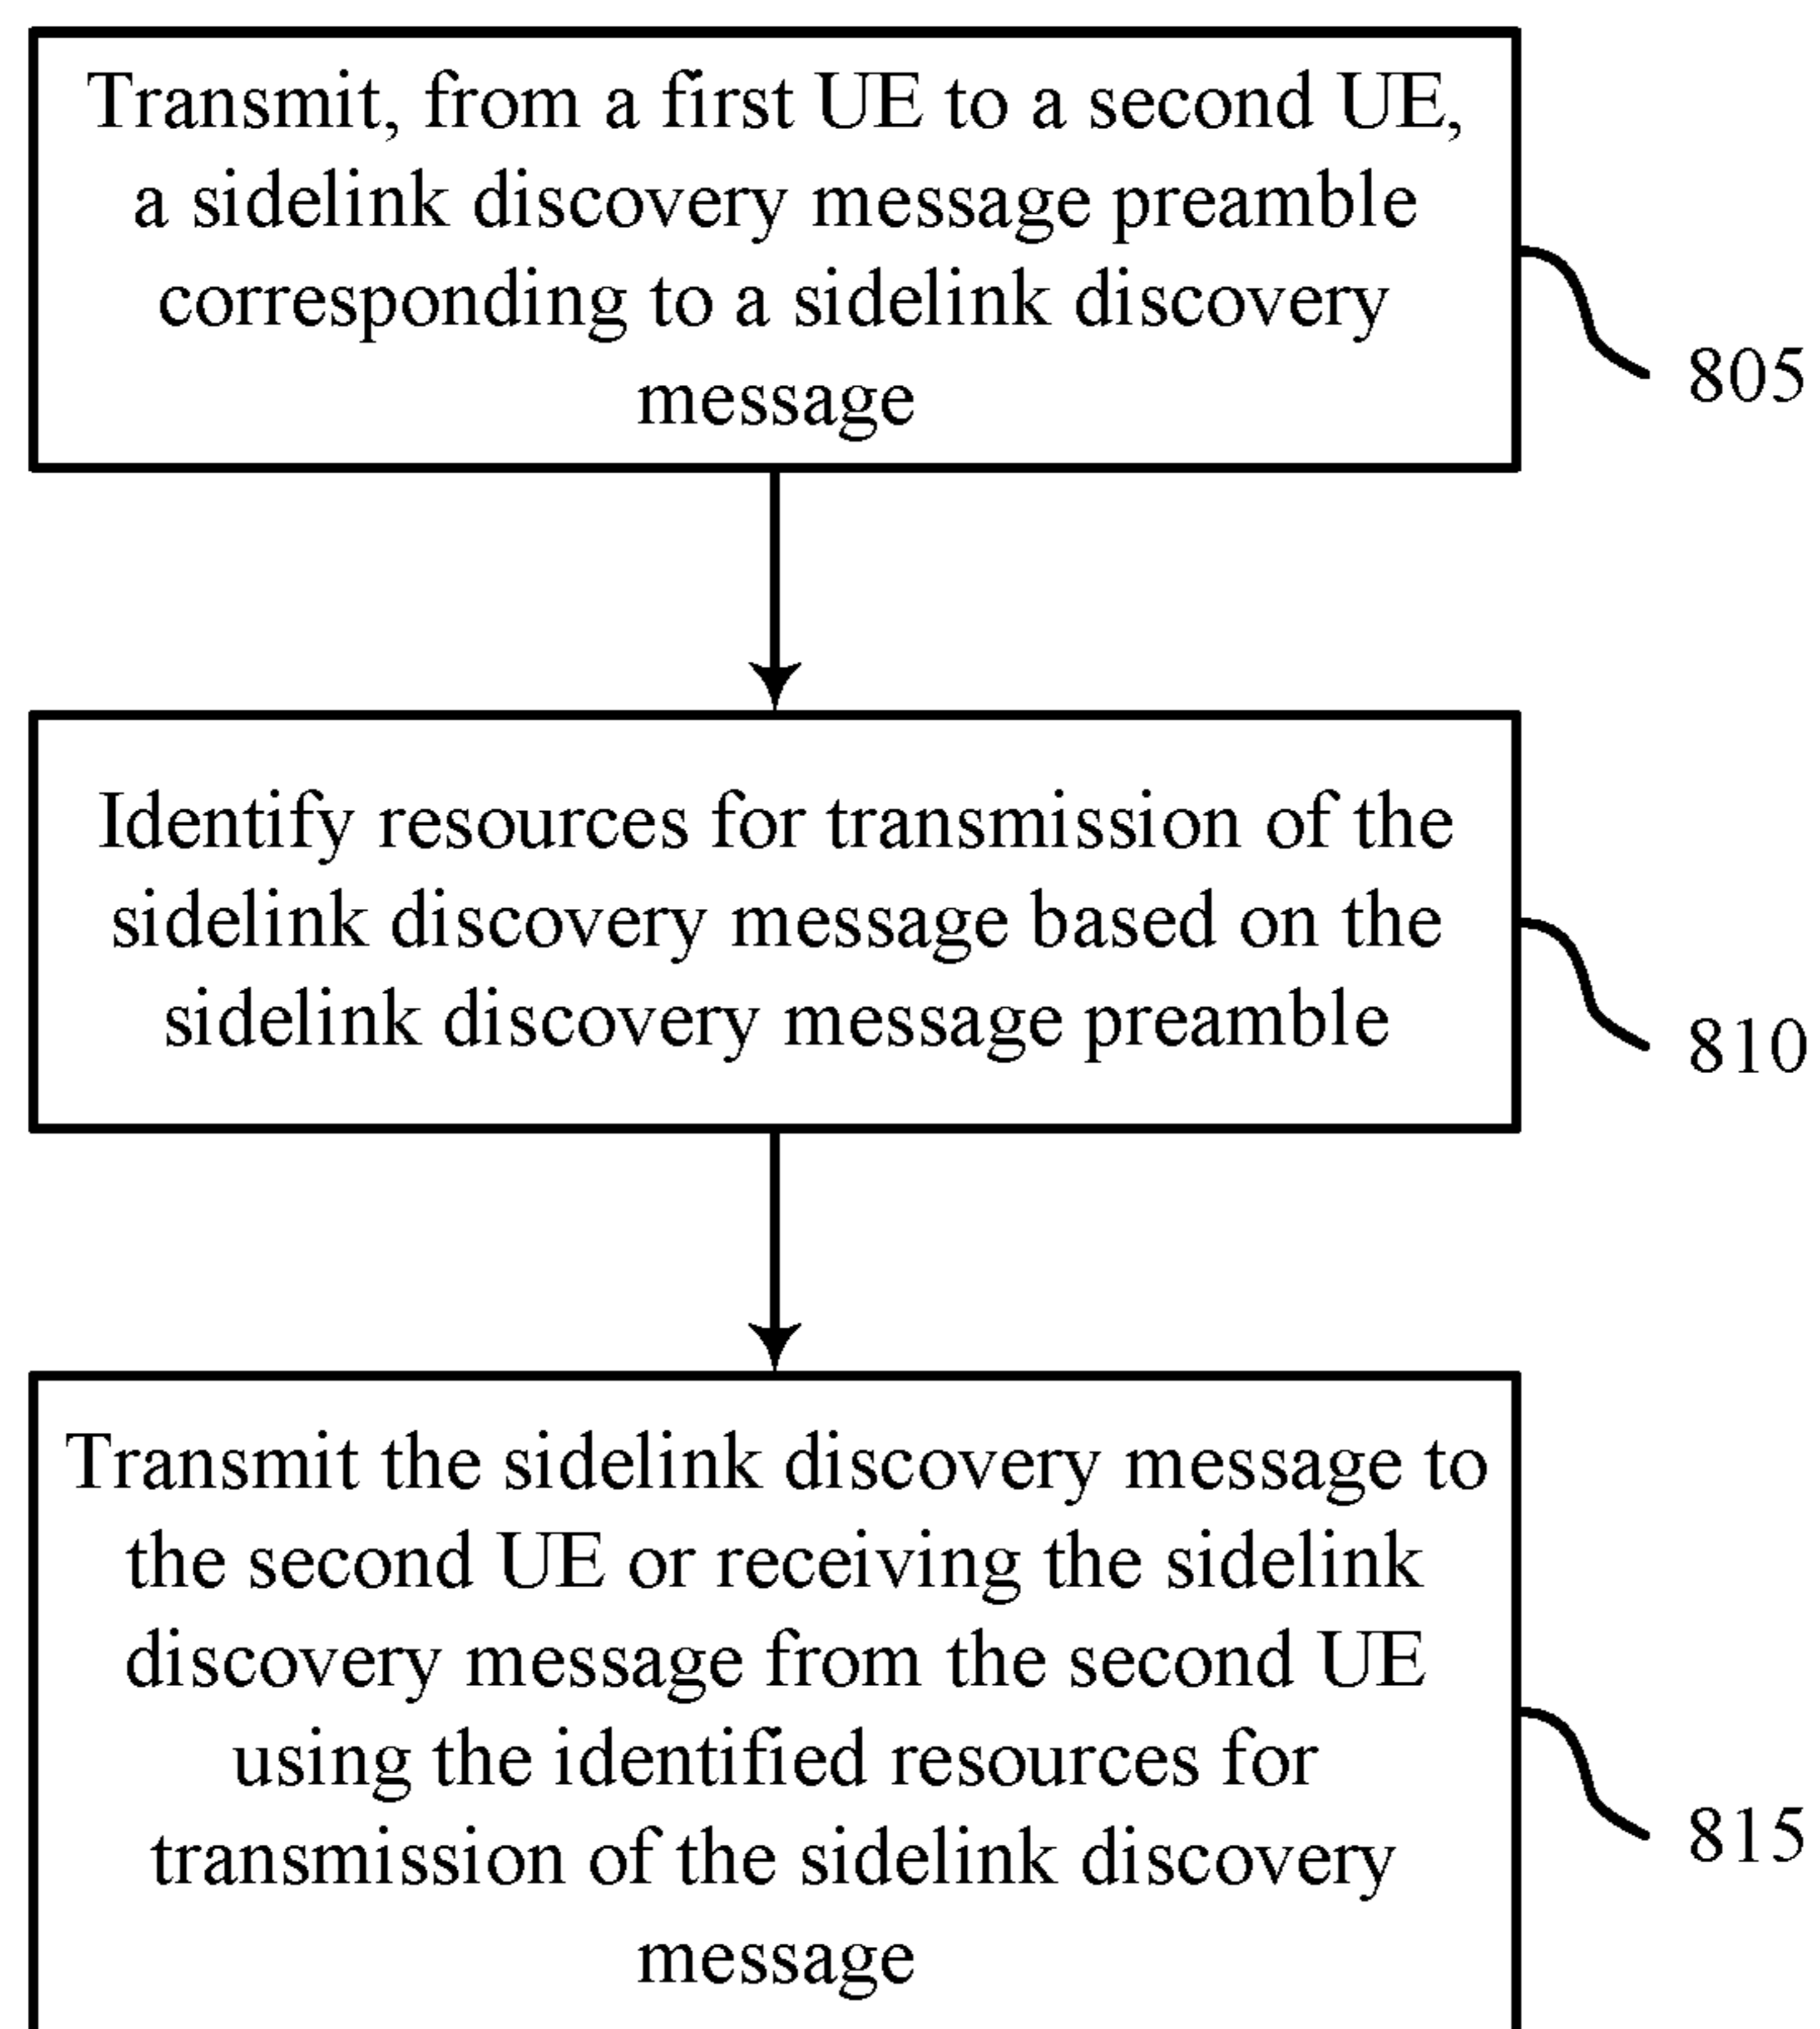 Transmit, from a first UE to a second UE,
a sidelink discovery message preamble
corresponding to a sidelink discovery
message
805
Identify resources for transmission of the
sidelink discovery message based on the
sidelink discovery message preamble
810
Transmit the sidelink discovery message to
the second UE or receiving the sidelink
discovery message from the second UE
using the identified resources for
transmission of the sidelink discovery
message
815